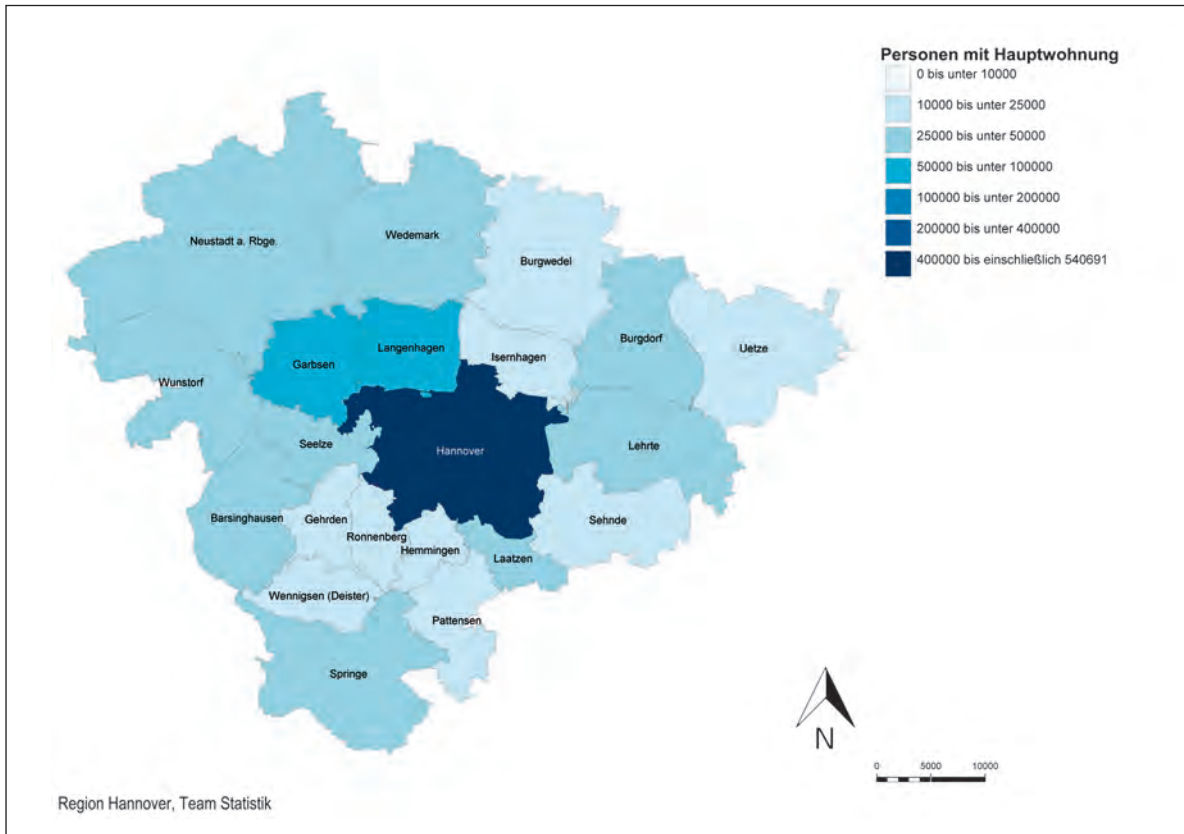 Personen mit Hauptwohnung
0 bis unter 10000
10000 bis unter 25000
25000 bis unter 50000
50000 bis unter 100000
100000 bis unter 200000
200000 bis unter 400000
400000 bis einschließlich 540691
Neustadt a. Rbge.
Wedemark
Burgwedel
Burgdorf
Uetze
Langenhagen
Isernhagen
Garbsen
Wunstorf
Seelze
Hannover
Lehrte
Barsinghausen
Gehrden
Sehnde
Ronnenberg
Hemmingen
Laatzen
Wennigsen (Deister)
Pattensen
Springe
N
0 5000 10000
Region Hannover, Team Statistik